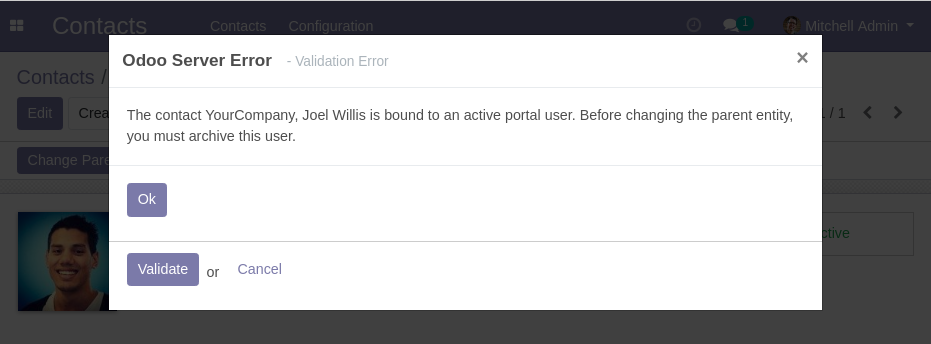 Contacts Contacts Configuration 1 Mitchell Admin
Odoo Server Error - Validation Error ×
Contacts /
Edit Crea / 1
The contact YourCompany, Joel Willis is bound to an active portal user. Before changing the parent entity,
you must archive this user.
Change Pare
Ok
ctive
Validate or Cancel